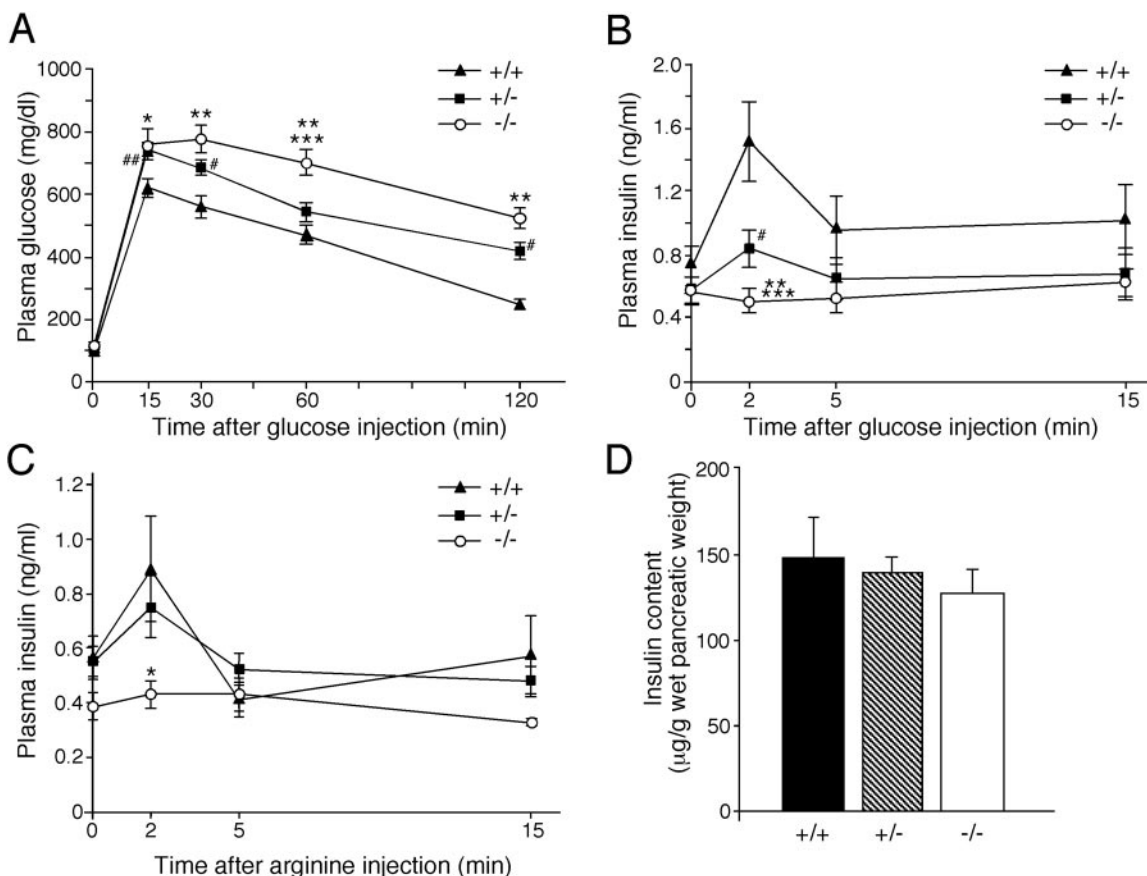 A
Plasma glucose (mg/dl)
1000
800
600
400
200
0
0 15 30 60 120
Time after glucose injection (min)
+/+
+/-
-/-
*
**
**
***
**
##
#
#
B
Plasma insulin (ng/ml)
2.0
1.6
1.2
0.8
0.4
0
0 2 5 15
Time after glucose injection (min)
+/+
+/-
-/-
#
**
***
C
Plasma insulin (ng/ml)
1.2
1.0
0.8
0.6
0.4
0.2
0
0 2 5 15
Time after arginine injection (min)
+/+
+/-
-/-
*
D
Insulin content
(μg/g wet pancreatic weight)
200
150
100
50
0
+/+ +/- -/-